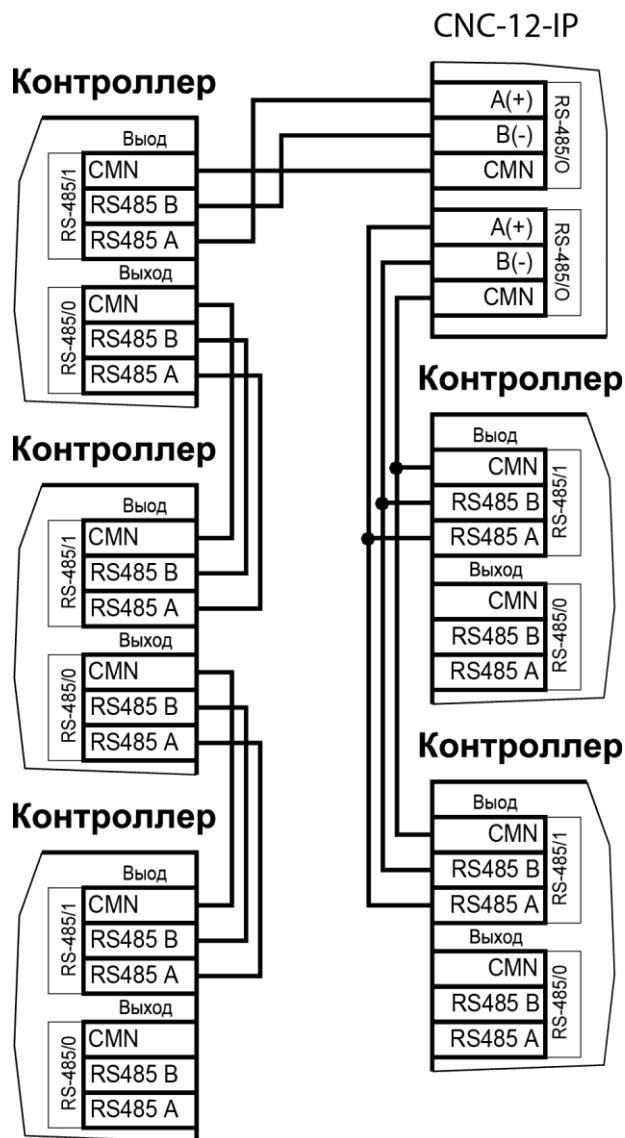 CNC-12-IP
A(+)
B(-)
CMN
RS-485/O
A(+)
B(-)
CMN
RS-485/O
Контроллер
Выод
CMN
RS485 B
RS485 A
RS-485/1
Выход
CMN
RS485 B
RS485 A
RS-485/0
Контроллер
Выод
CMN
RS485 B
RS485 A
RS-485/1
Выход
CMN
RS485 B
RS485 A
RS-485/0
Контроллер
Выод
CMN
RS485 B
RS485 A
RS-485/1
Выход
CMN
RS485 B
RS485 A
RS-485/0
Контроллер
Выод
CMN
RS485 B
RS485 A
RS-485/1
Выход
CMN
RS485 B
RS485 A
RS-485/0
Контроллер
Выод
CMN
RS485 B
RS485 A
RS-485/1
Выход
CMN
RS485 B
RS485 A
RS-485/0